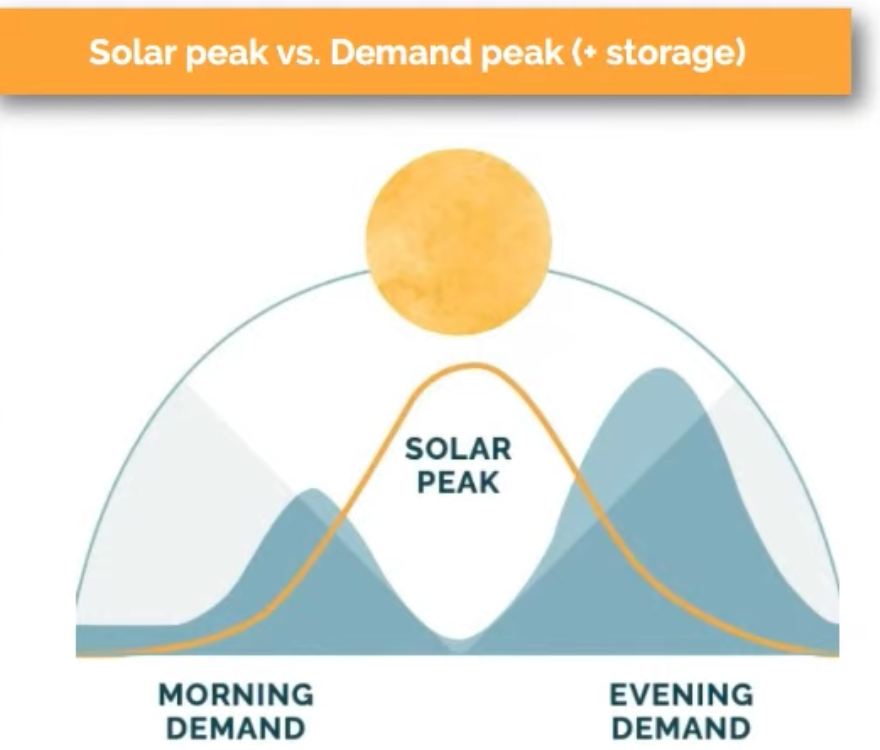 Solar peak vs. Demand peak (+ storage)
SOLAR
PEAK
MORNING
DEMAND
EVENING
DEMAND